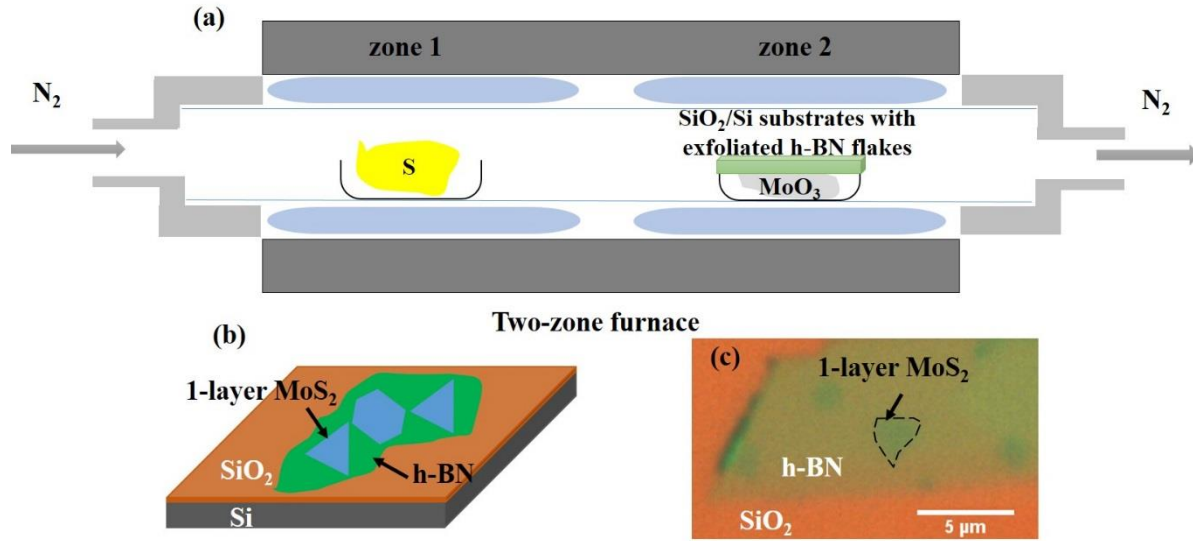 (a)
zone 1
zone 2
N₂
N₂
SiO₂/Si substrates with
exfoliated h-BN flakes
S
MoO₃
Two-zone furnace
(b)
1-layer MoS₂
SiO₂
h-BN
Si
(c)
1-layer MoS₂
h-BN
SiO₂
5 μm